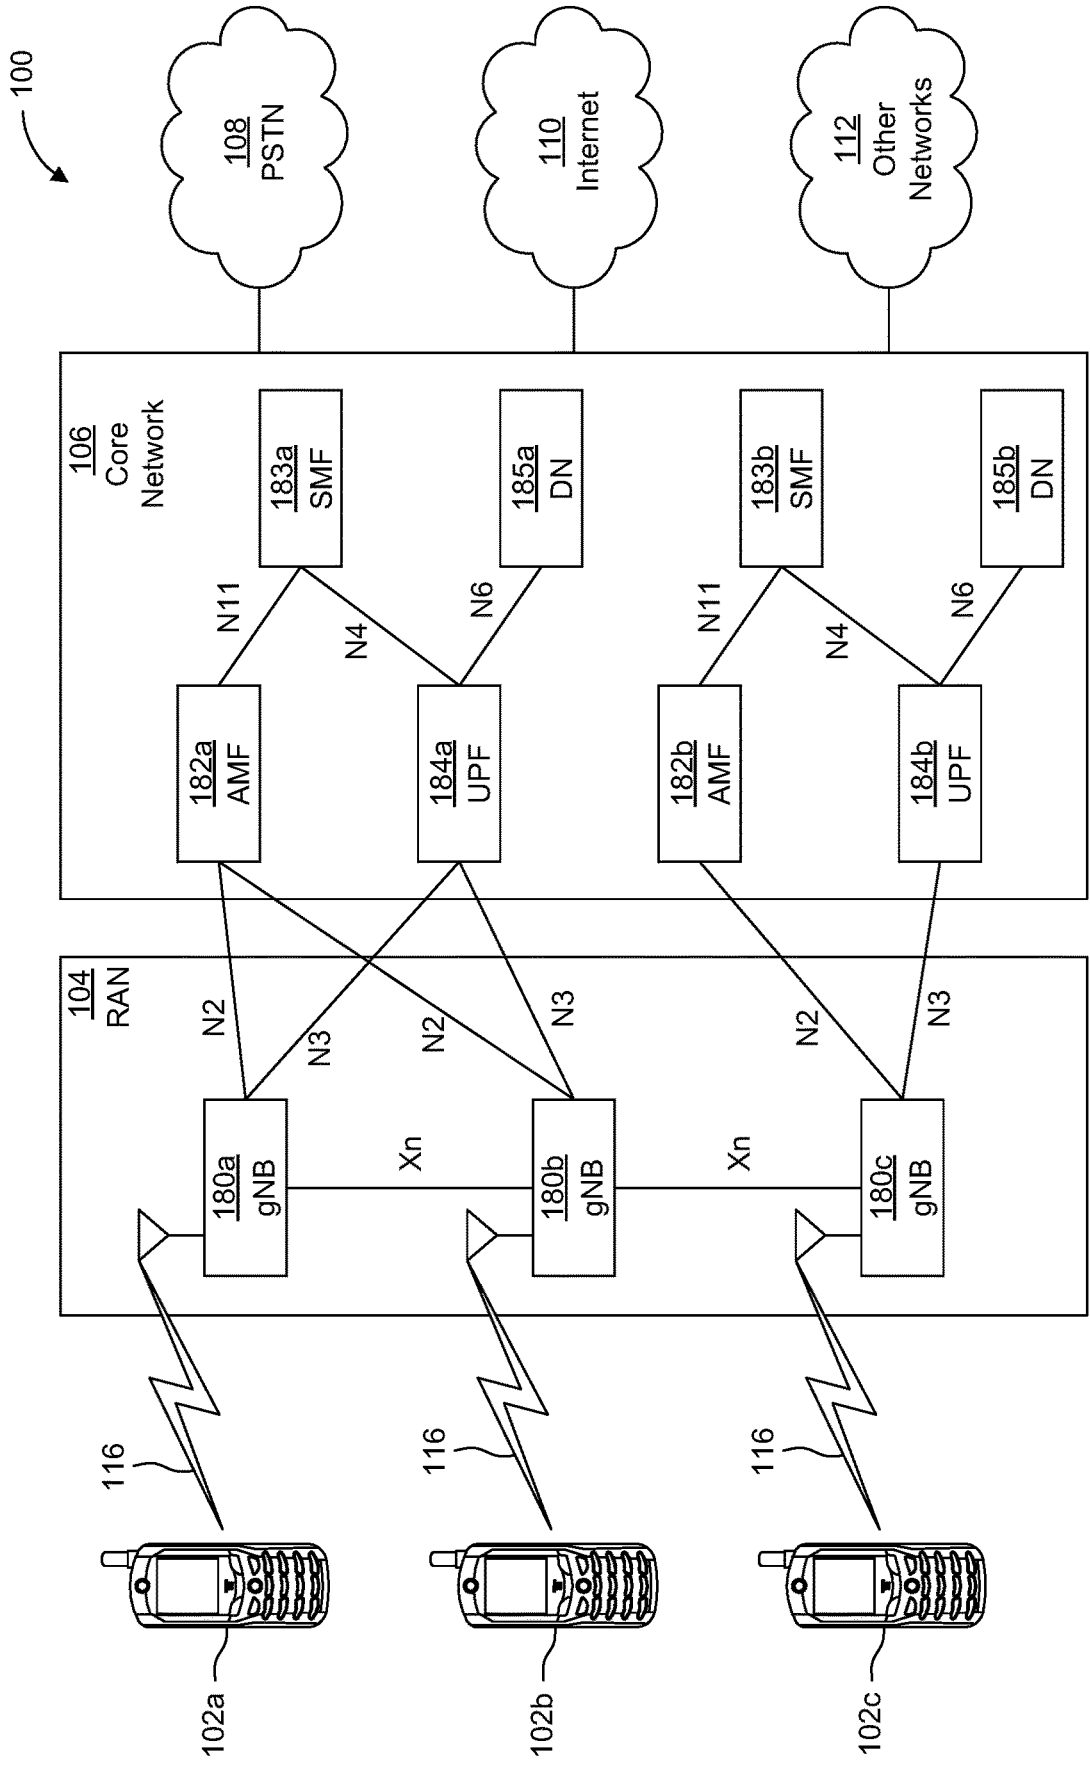 100
102a
102b
102c
116
116
116
104
RAN
180a
gNB
180b
gNB
180c
gNB
Xn
Xn
N2
N3
N2
N3
N2
N3
106
Core
Network
182a
AMF
184a
UPF
182b
AMF
184b
UPF
N11
N4
N6
N11
N4
N6
183a
SMF
185a
DN
183b
SMF
185b
DN
108
PSTN
110
Internet
112
Other
Networks